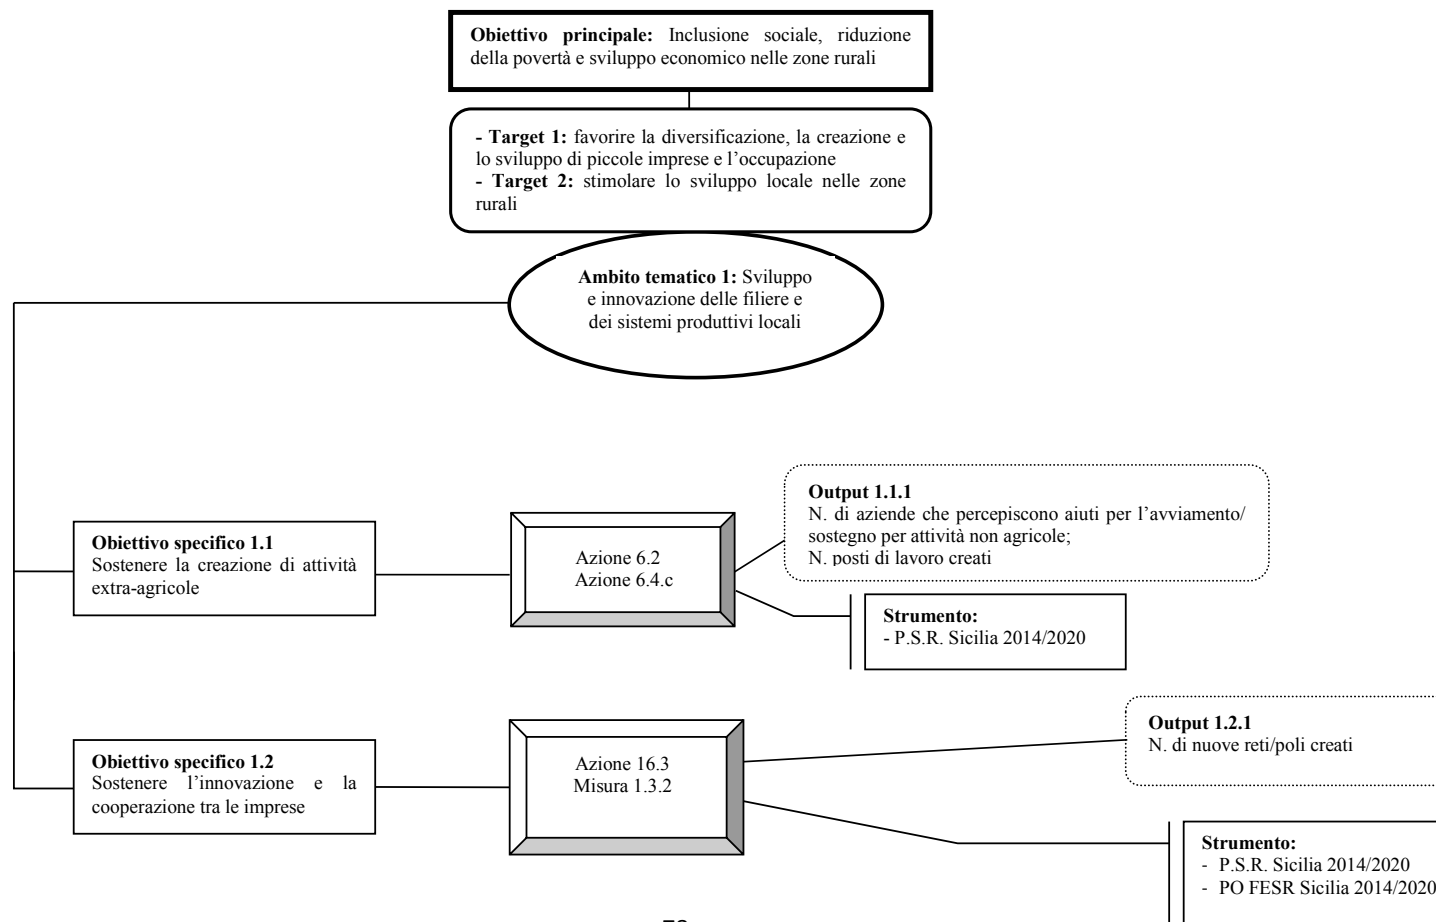 Obiettivo principale: Inclusione sociale, riduzione
della povertà e sviluppo economico nelle zone rurali
- Target 1: favorire la diversificazione, la creazione e
lo sviluppo di piccole imprese e l’occupazione
- Target 2: stimolare lo sviluppo locale nelle zone
rurali
Ambito tematico 1: Sviluppo
e innovazione delle filiere e
dei sistemi produttivi locali
Obiettivo specifico 1.1
Sostenere la creazione di attività
extra-agricole
Azione 6.2
Azione 6.4.c
Output 1.1.1
N. di aziende che percepiscono aiuti per l’avviamento/
sostegno per attività non agricole;
N. posti di lavoro creati
Strumento:
- P.S.R. Sicilia 2014/2020
Obiettivo specifico 1.2
Sostenere l’innovazione e la
cooperazione tra le imprese
Azione 16.3
Misura 1.3.2
Output 1.2.1
N. di nuove reti/poli creati
Strumento:
- P.S.R. Sicilia 2014/2020
- PO FESR Sicilia 2014/2020